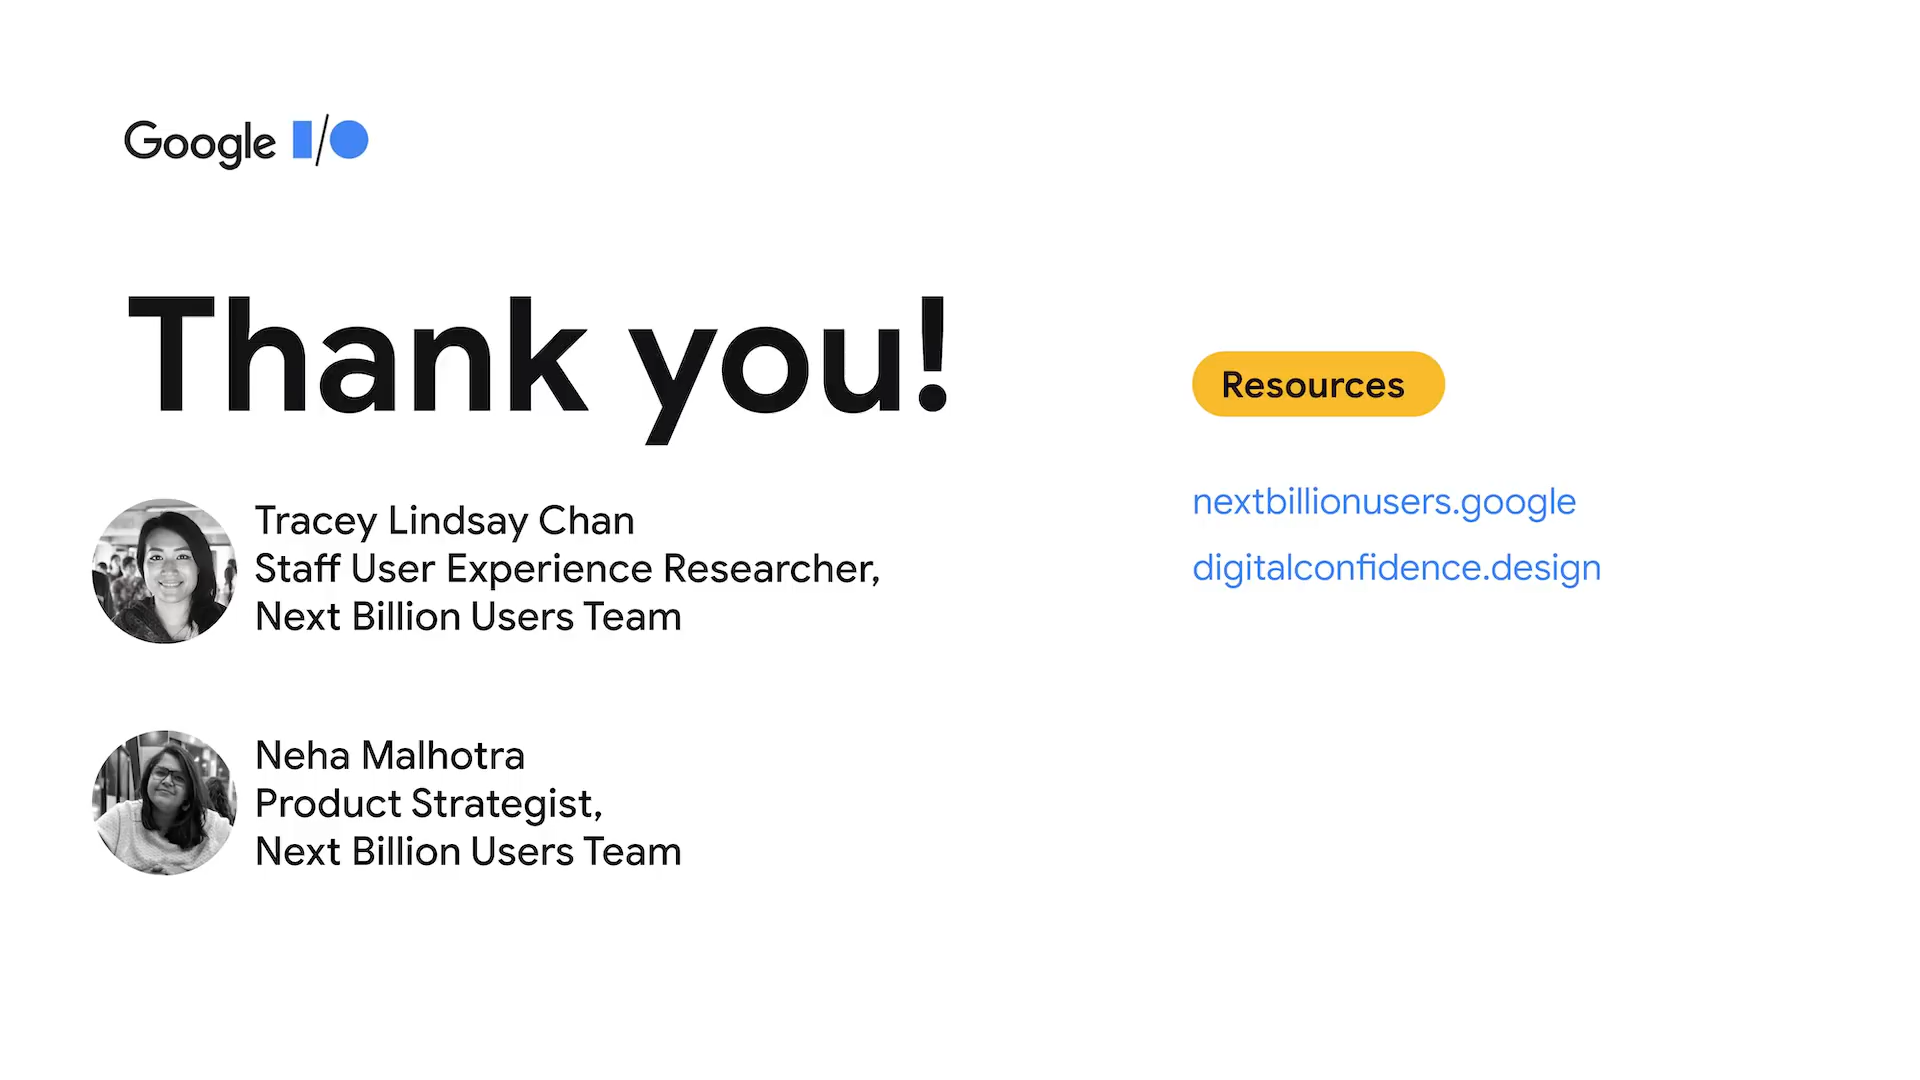 Google I/O
Thank you!
Tracey Lindsay Chan
Staff User Experience Researcher,
Next Billion Users Team
Neha Malhotra
Product Strategist,
Next Billion Users Team
Resources
nextbillionusers.google
digitalconfidence.design